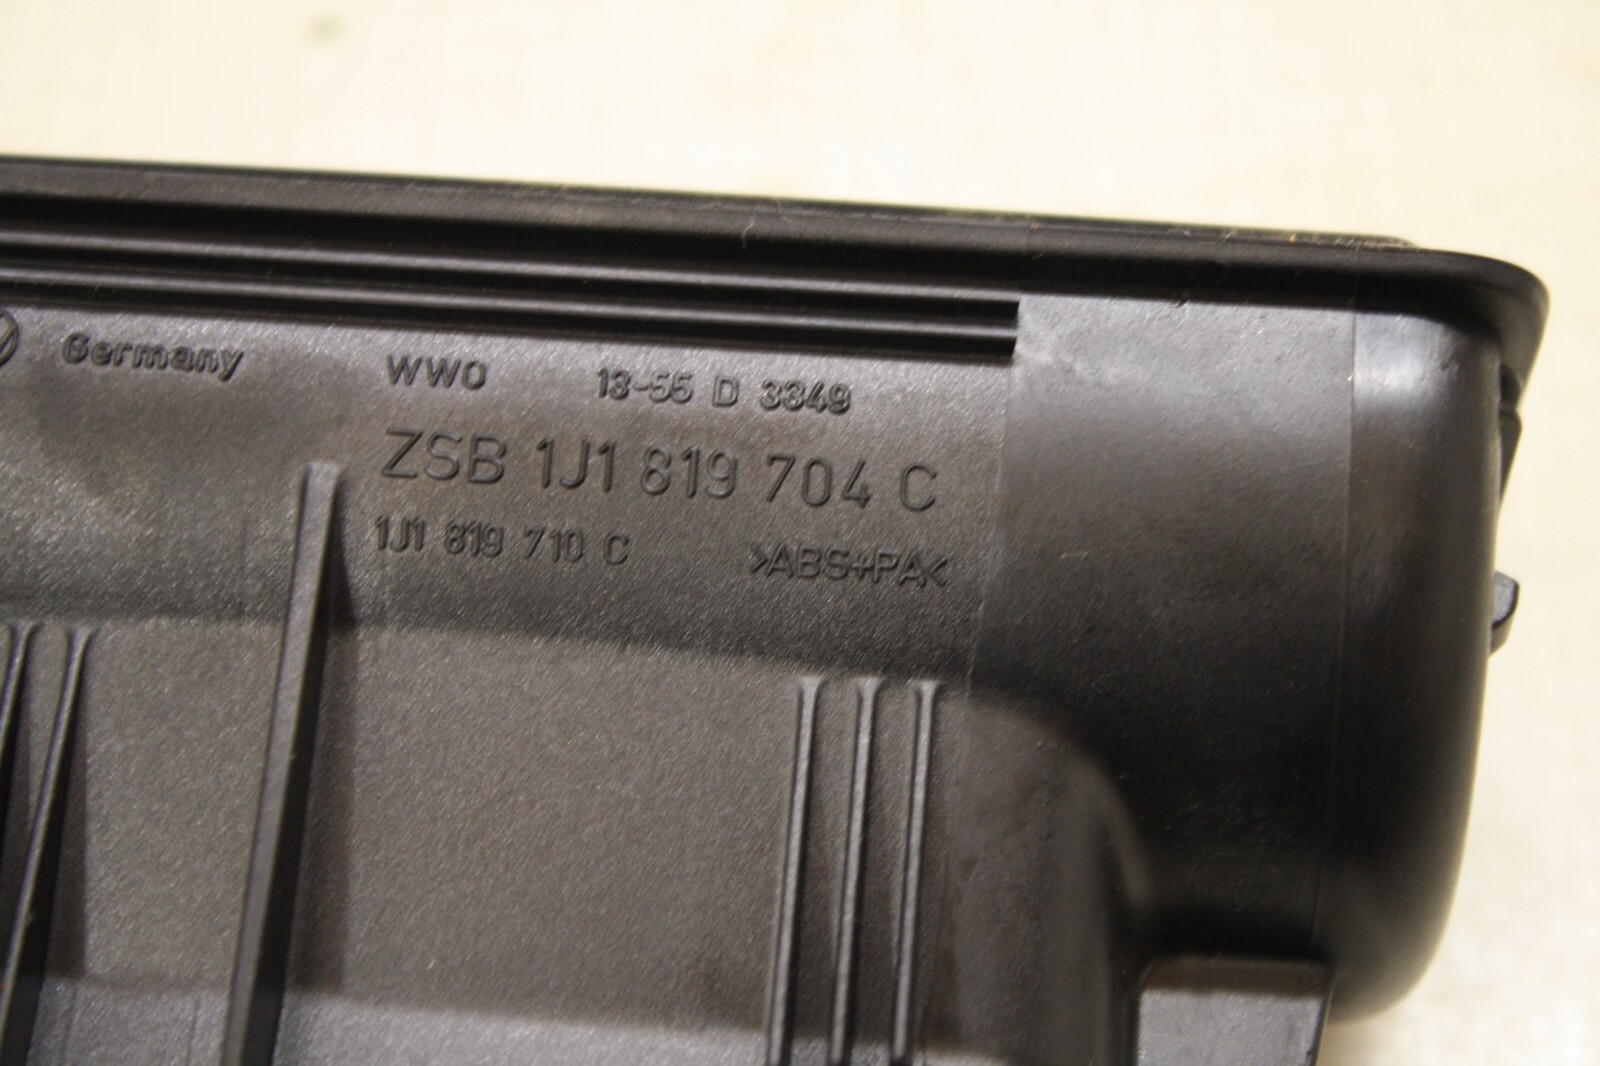 Germany WWO 13-55 D 3349
ZSB 1J1 819 704 C
1J1 819 710 C >ABS+PA<